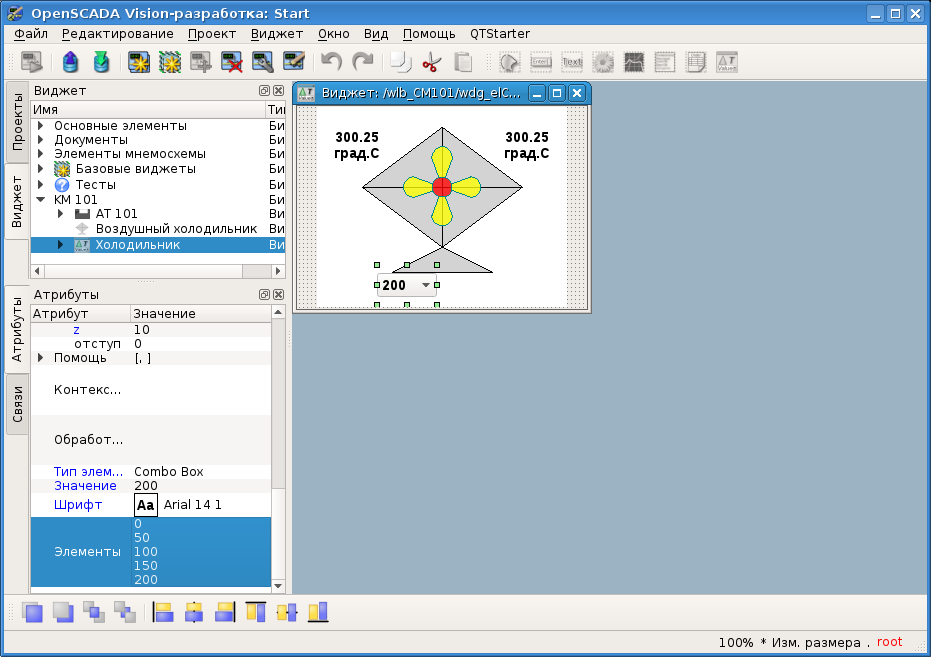 OpenSCADA Vision-разработка: Start
Файл Редактирование Проект Виджет Окно Вид Помощь QTStarter
Проекты
Виджет
Атрибуты
Связи
Виджет
Имя Ти
Основные элементы Би
Документы Би
Элементы мнемосхемы Би
Базовые виджеты Би
Тесты Би
КМ 101 Би
АТ 101 Ви
Воздушный холодильник Ви
Холодильник Ви
Атрибуты
Атрибут Значение
z 10
отступ 0
Помощь [, ]
Контекс...
Обработ...
Тип элем... Combo Box
Значение 200
Шрифт Aa Arial 14 1
Элементы
0
50
100
150
200
Виджет: /wlb_CM101/wdg_elC...
300.25
град.С
300.25
град.С
200
100% * Изм. размера . root